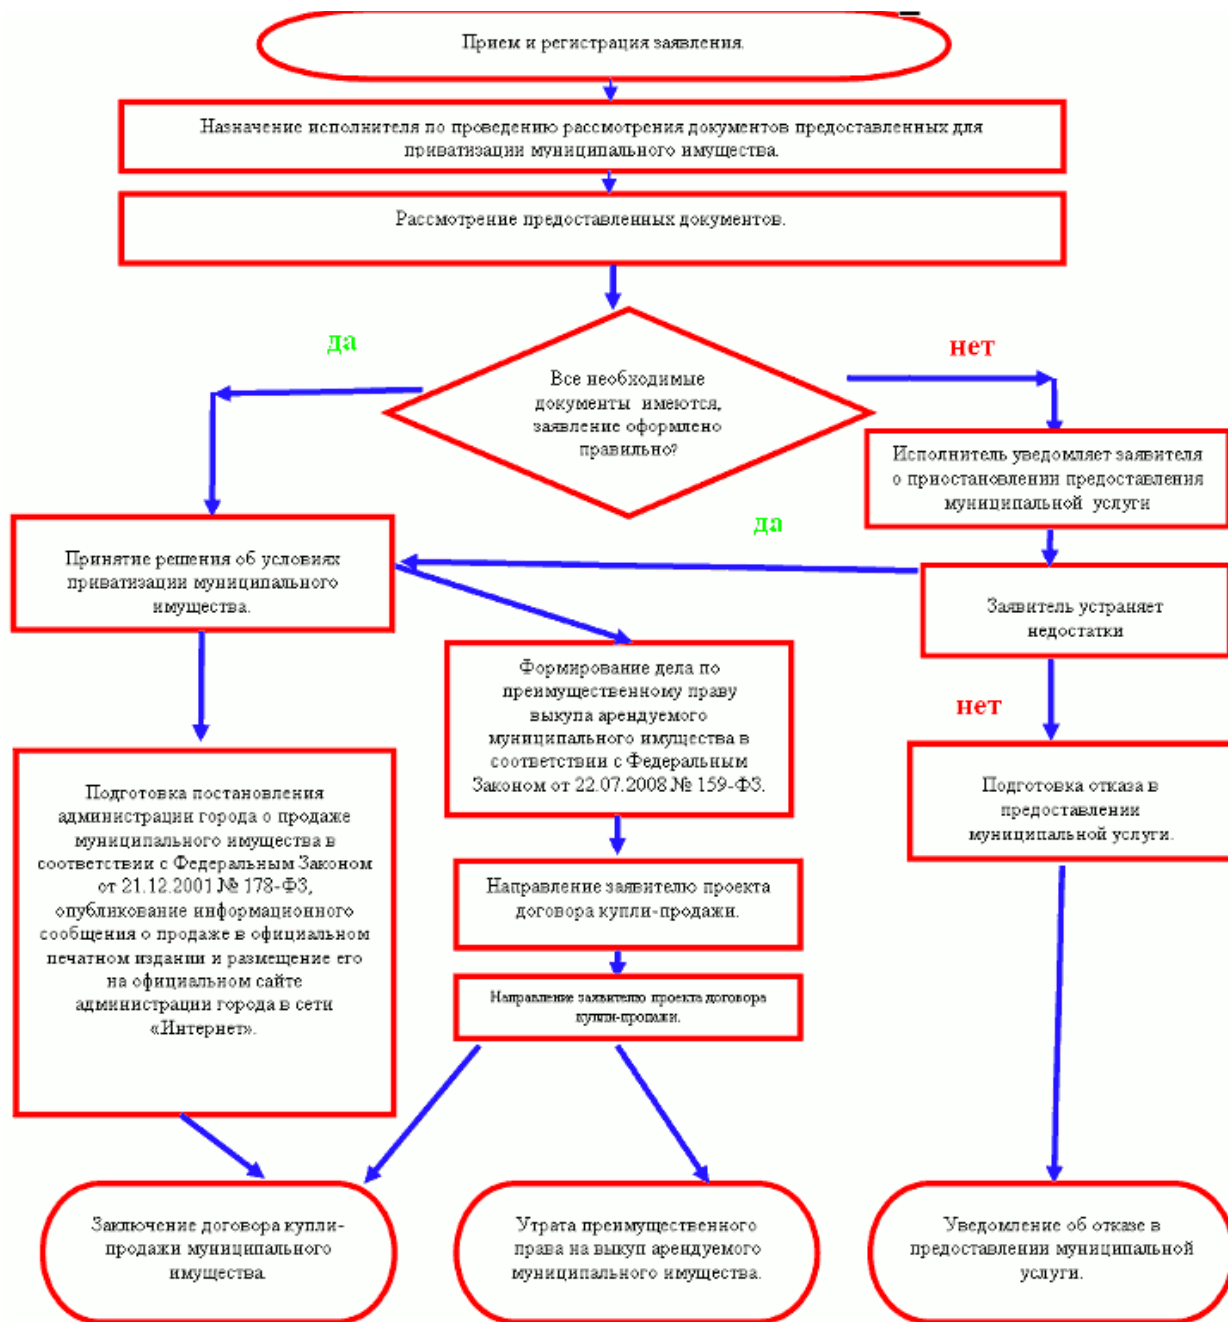 Прием и регистрация заявления.
Назначение исполнителя по проведению рассмотрения документов предоставленных для
приватизации муниципального имущества.
Рассмотрение предоставленных документов.
да
нет
Все необходимые
документы имеются,
заявление оформлено
правильно?
Исполнитель уведомляет заявителя
о приостановлении предоставления
муниципальной услуги
да
Принятие решения об условиях
приватизации муниципального
имущества.
Заявитель устраняет
недостатки
Формирование дела по
преимущественному праву
выкупа арендуемого
муниципального имущества в
соответствии с Федеральным
Законом от 22.07.2008 № 159-ФЗ.
нет
Подготовка постановления
администрации города о продаже
муниципального имущества в
соответствии с Федеральным Законом
от 21.12.2001 № 178-ФЗ,
опубликование информационного
сообщения о продаже в официальном
печатном издании и размещение его
на официальном сайте
администрации города в сети
«Интернет».
Подготовка отказа в
предоставлении
муниципальной услуги.
Направление заявителю проекта
договора купли-продажи.
Направление заявителю проекта договора
купли-продажи.
Заключение договора купли-
продажи муниципального
имущества.
Утрата преимущественного
права на выкуп арендуемого
муниципального имущества.
Уведомление об отказе в
предоставлении муниципальной
услуги.